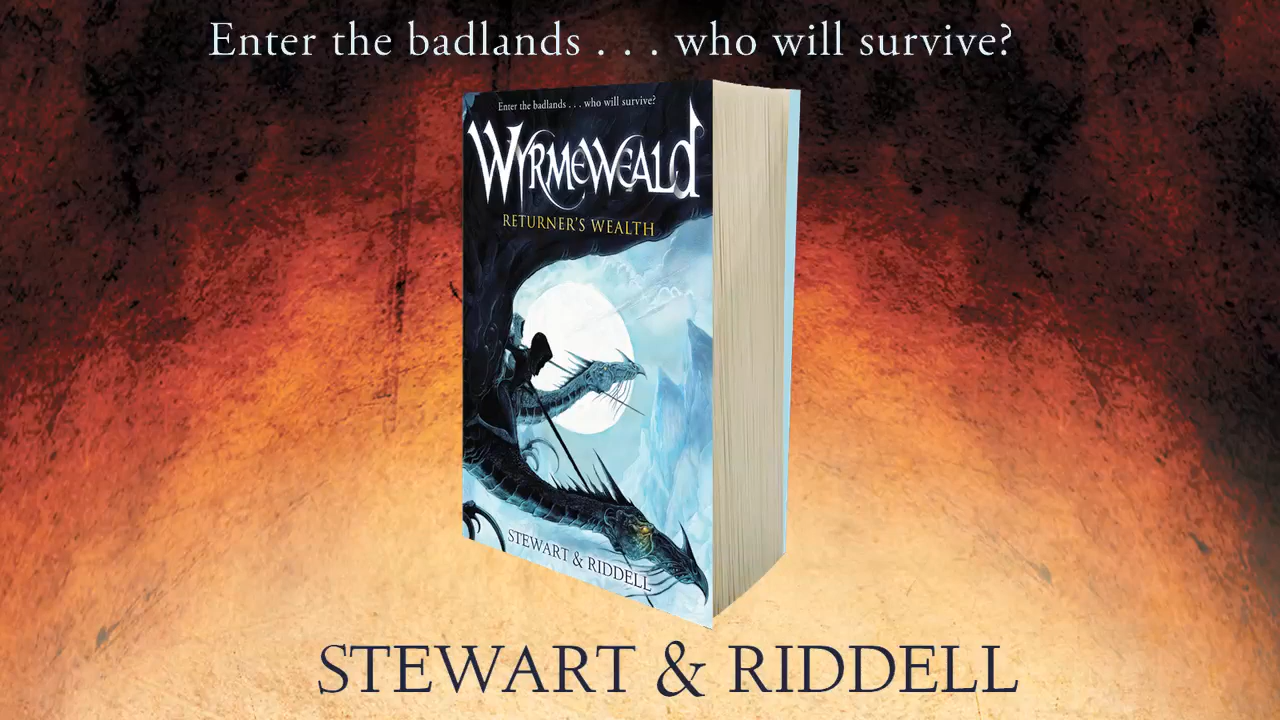 Enter the badlands . . . who will survive?
Enter the badlands . . . who will survive?
WYRMEWEALD
RETURNER'S WEALTH
STEWART & RIDDELL
STEWART & RIDDELL